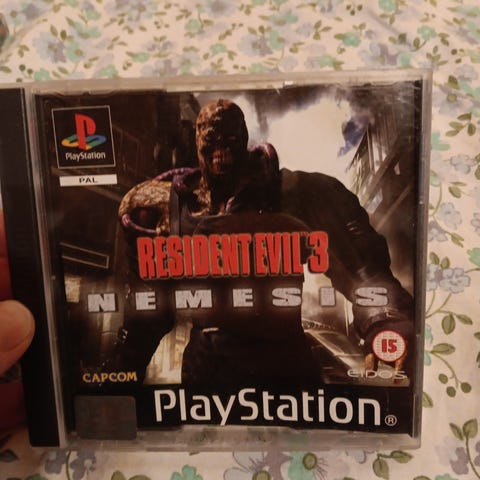 PlayStation
PAL
RESIDENT EVIL 3
NEMESIS
15
CAPCOM
EIDOS
PlayStation®